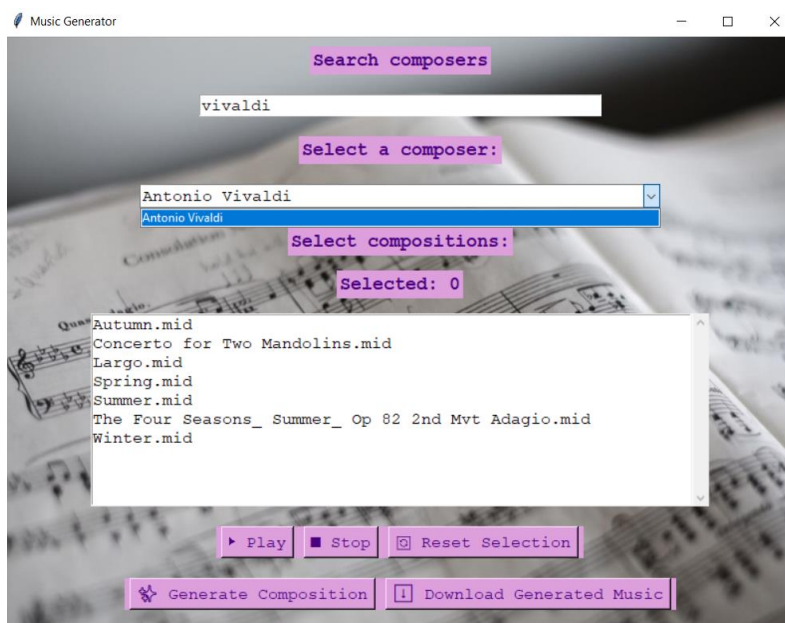 Music Generator
Search composers
vivaldi
Select a composer:
Antonio Vivaldi
Antonio Vivaldi
Select compositions:
Selected: 0
Autumn.mid
Concerto for Two Mandolins.mid
Largo.mid
Spring.mid
Summer.mid
The Four Seasons_ Summer_ Op 82 2nd Mvt Adagio.mid
Winter.mid
Play Stop Reset Selection
Generate Composition Download Generated Music